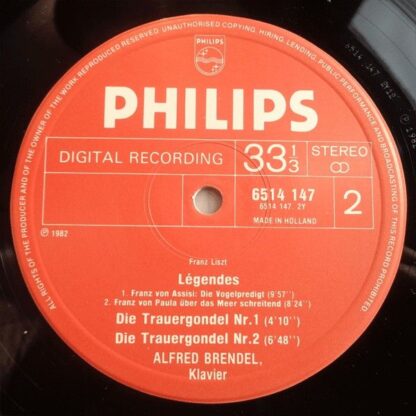 ALL RIGHTS OF THE PRODUCER AND OF THE OWNER OF THE WORK REPRODUCED RESERVED UNAUTHORISED COPYING, HIRING, LENDING, PUBLIC PERFORMANCE AND BROADCASTING OF THIS RECORD PROHIBITED
PHILIPS
PHILIPS
DIGITAL RECORDING
33 1/3
STEREO
6514 147
6514 147 2Y
MADE IN HOLLAND
2
℗ 1982
Franz Liszt
Légendes
1. Franz von Assisi: Die Vogelpredigt (9'57'')
2. Franz von Paula über das Meer schreitend (8'24'')
Die Trauergondel Nr.1 (4'10'')
Die Trauergondel Nr.2 (6'48'')
ALFRED BRENDEL,
Klavier